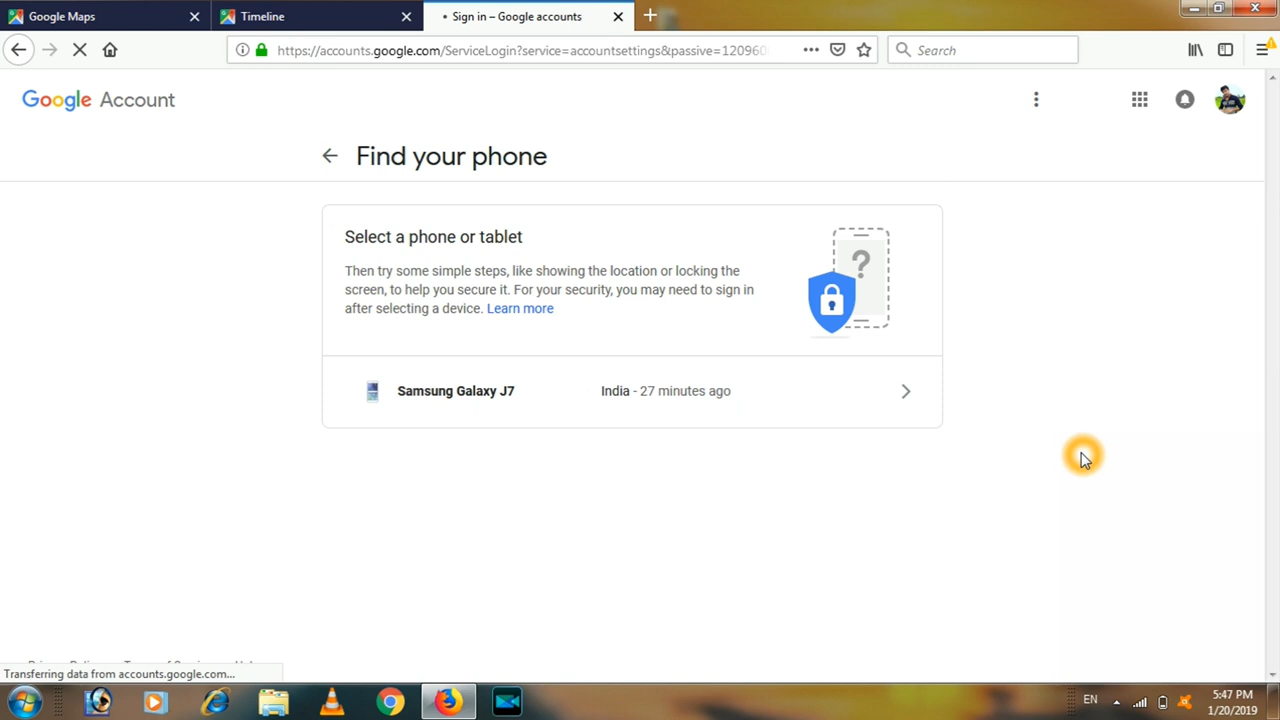 Google Maps
Timeline
Sign in – Google accounts
https://accounts.google.com/ServiceLogin?service=accountsettings&passive=120960
Search
Google Account
Find your phone
Select a phone or tablet
Then try some simple steps, like showing the location or locking the
screen, to help you secure it. For your security, you may need to sign in
after selecting a device. Learn more
?
Samsung Galaxy J7 India - 27 minutes ago
Transferring data from accounts.google.com...
EN
5:47 PM
1/20/2019